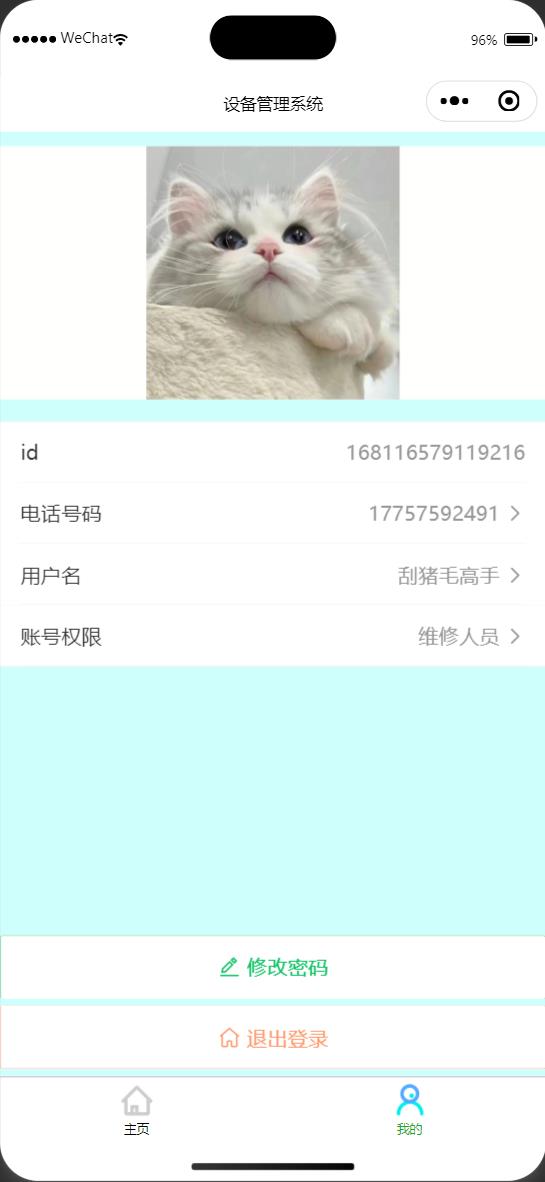 WeChat 96%
设备管理系统
id 168116579119216
电话号码 17757592491
用户名 刮猪毛高手
账号权限 维修人员
修改密码
退出登录
主页 我的